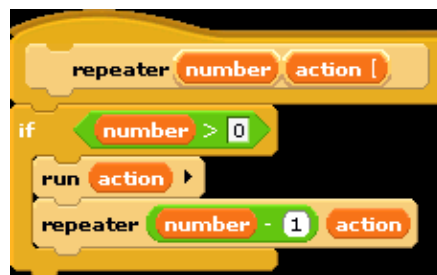 repeater number action [
if number > 0
run action
repeater number - 1 action